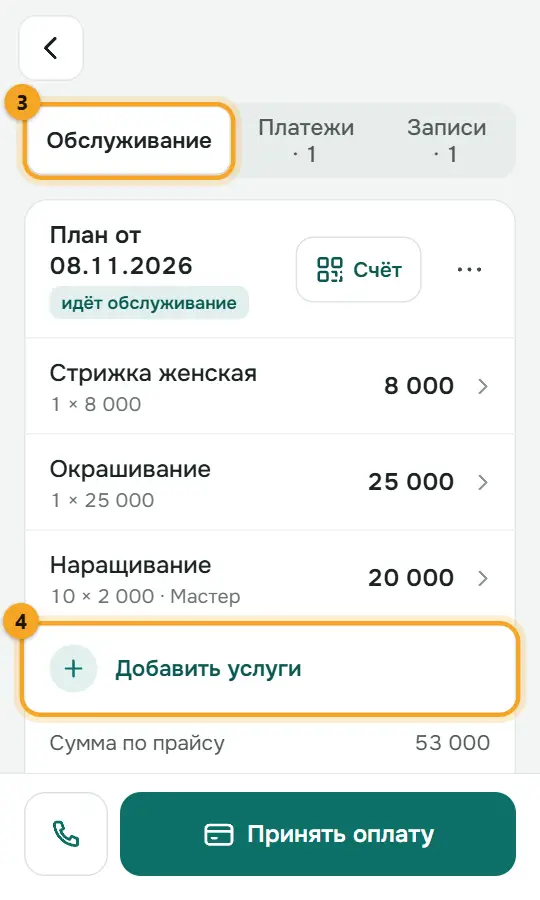 3
Обслуживание
Платежи
· 1
Записи
· 1
План от
08.11.2026
идёт обслуживание
Счёт
Стрижка женская
1 × 8 000
8 000
Окрашивание
1 × 25 000
25 000
Наращивание
10 × 2 000 · Мастер
20 000
4
Добавить услуги
Сумма по прайсу
53 000
Принять оплату